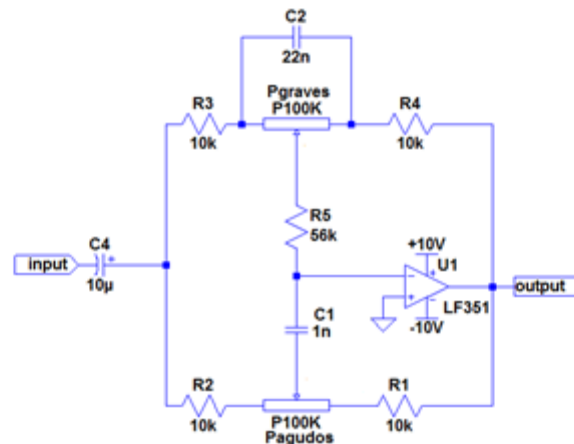 C2
22n
Pgraves
P100K
R3
10k
R4
10k
R5
56k
+10V
U1
C4
+
input
10µ
output
LF351
-10V
C1
1n
R2
10k
R1
10k
P100K
Pagudos